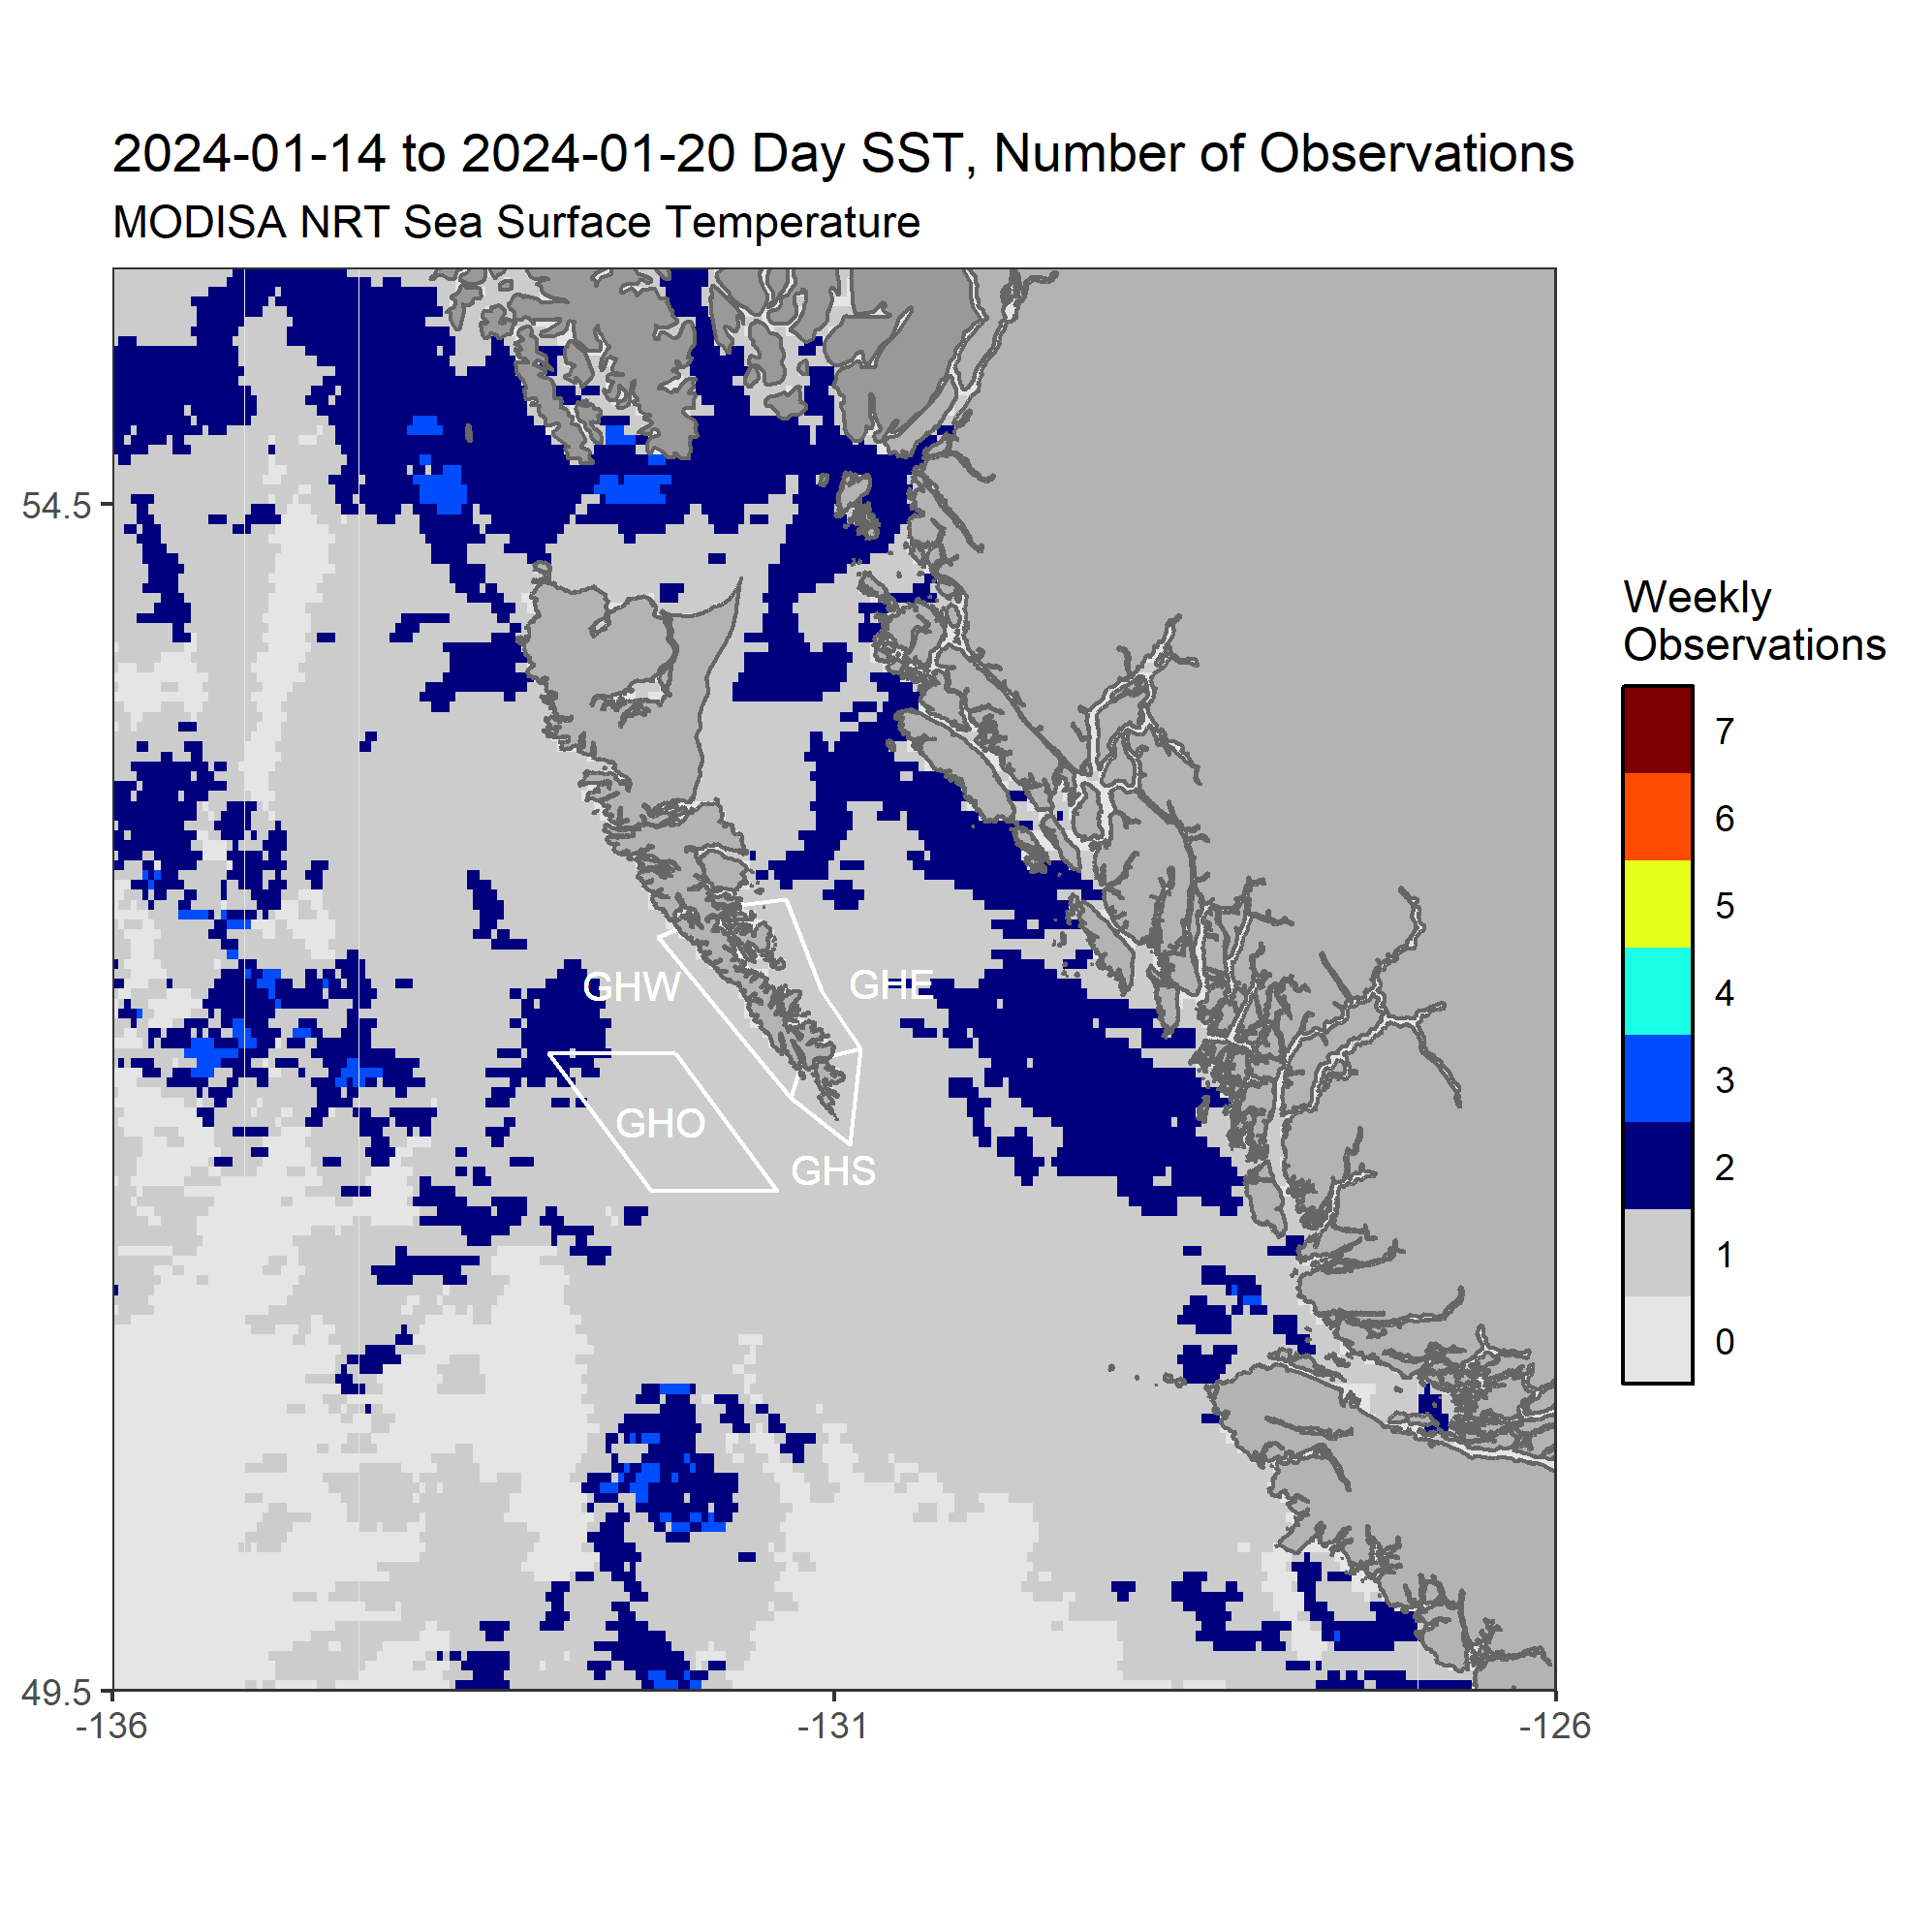 2024-01-14 to 2024-01-20 Day SST, Number of Observations
MODISA NRT Sea Surface Temperature
54.5
49.5
-136
-131
-126
GHW
GHE
GHO
GHS
Weekly
Observations
7
6
5
4
3
2
1
0